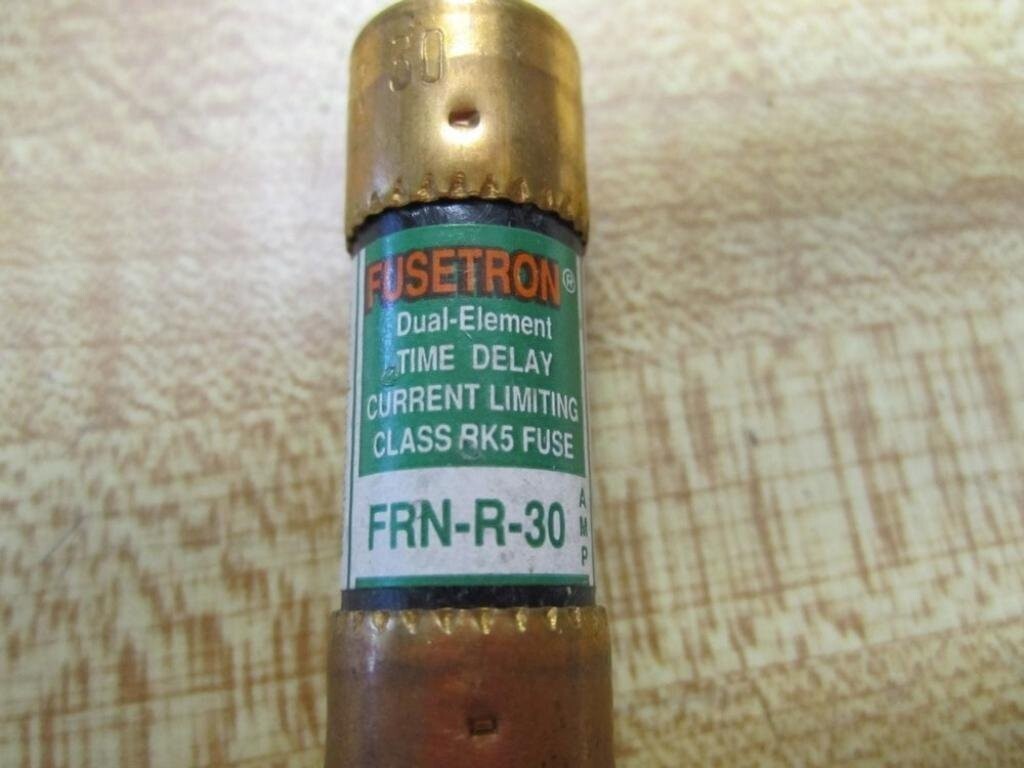 30
FUSETRON®
Dual-Element
TIME DELAY
CURRENT LIMITING
CLASS RK5 FUSE
FRN-R-30 AMP